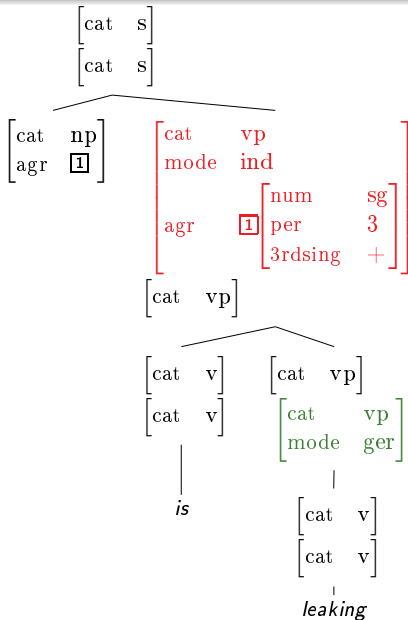 cat s
cat s
cat np
agr 1
cat vp
mode ind
agr 1 num sg
per 3
3rdsing +
cat vp
cat v
cat v
is
cat vp
cat vp
mode ger
cat v
cat v
leaking